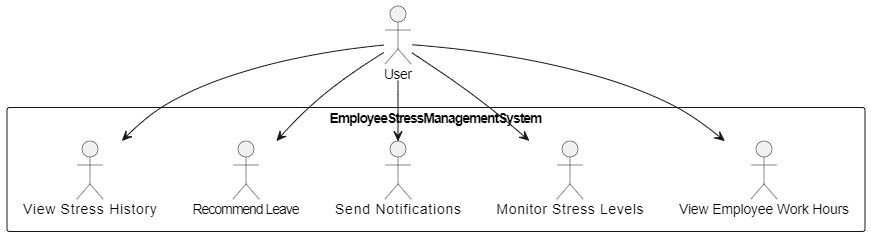 User
EmployeeStressManagementSystem
View Stress History
Recommend Leave
Send Notifications
Monitor Stress Levels
View Employee Work Hours